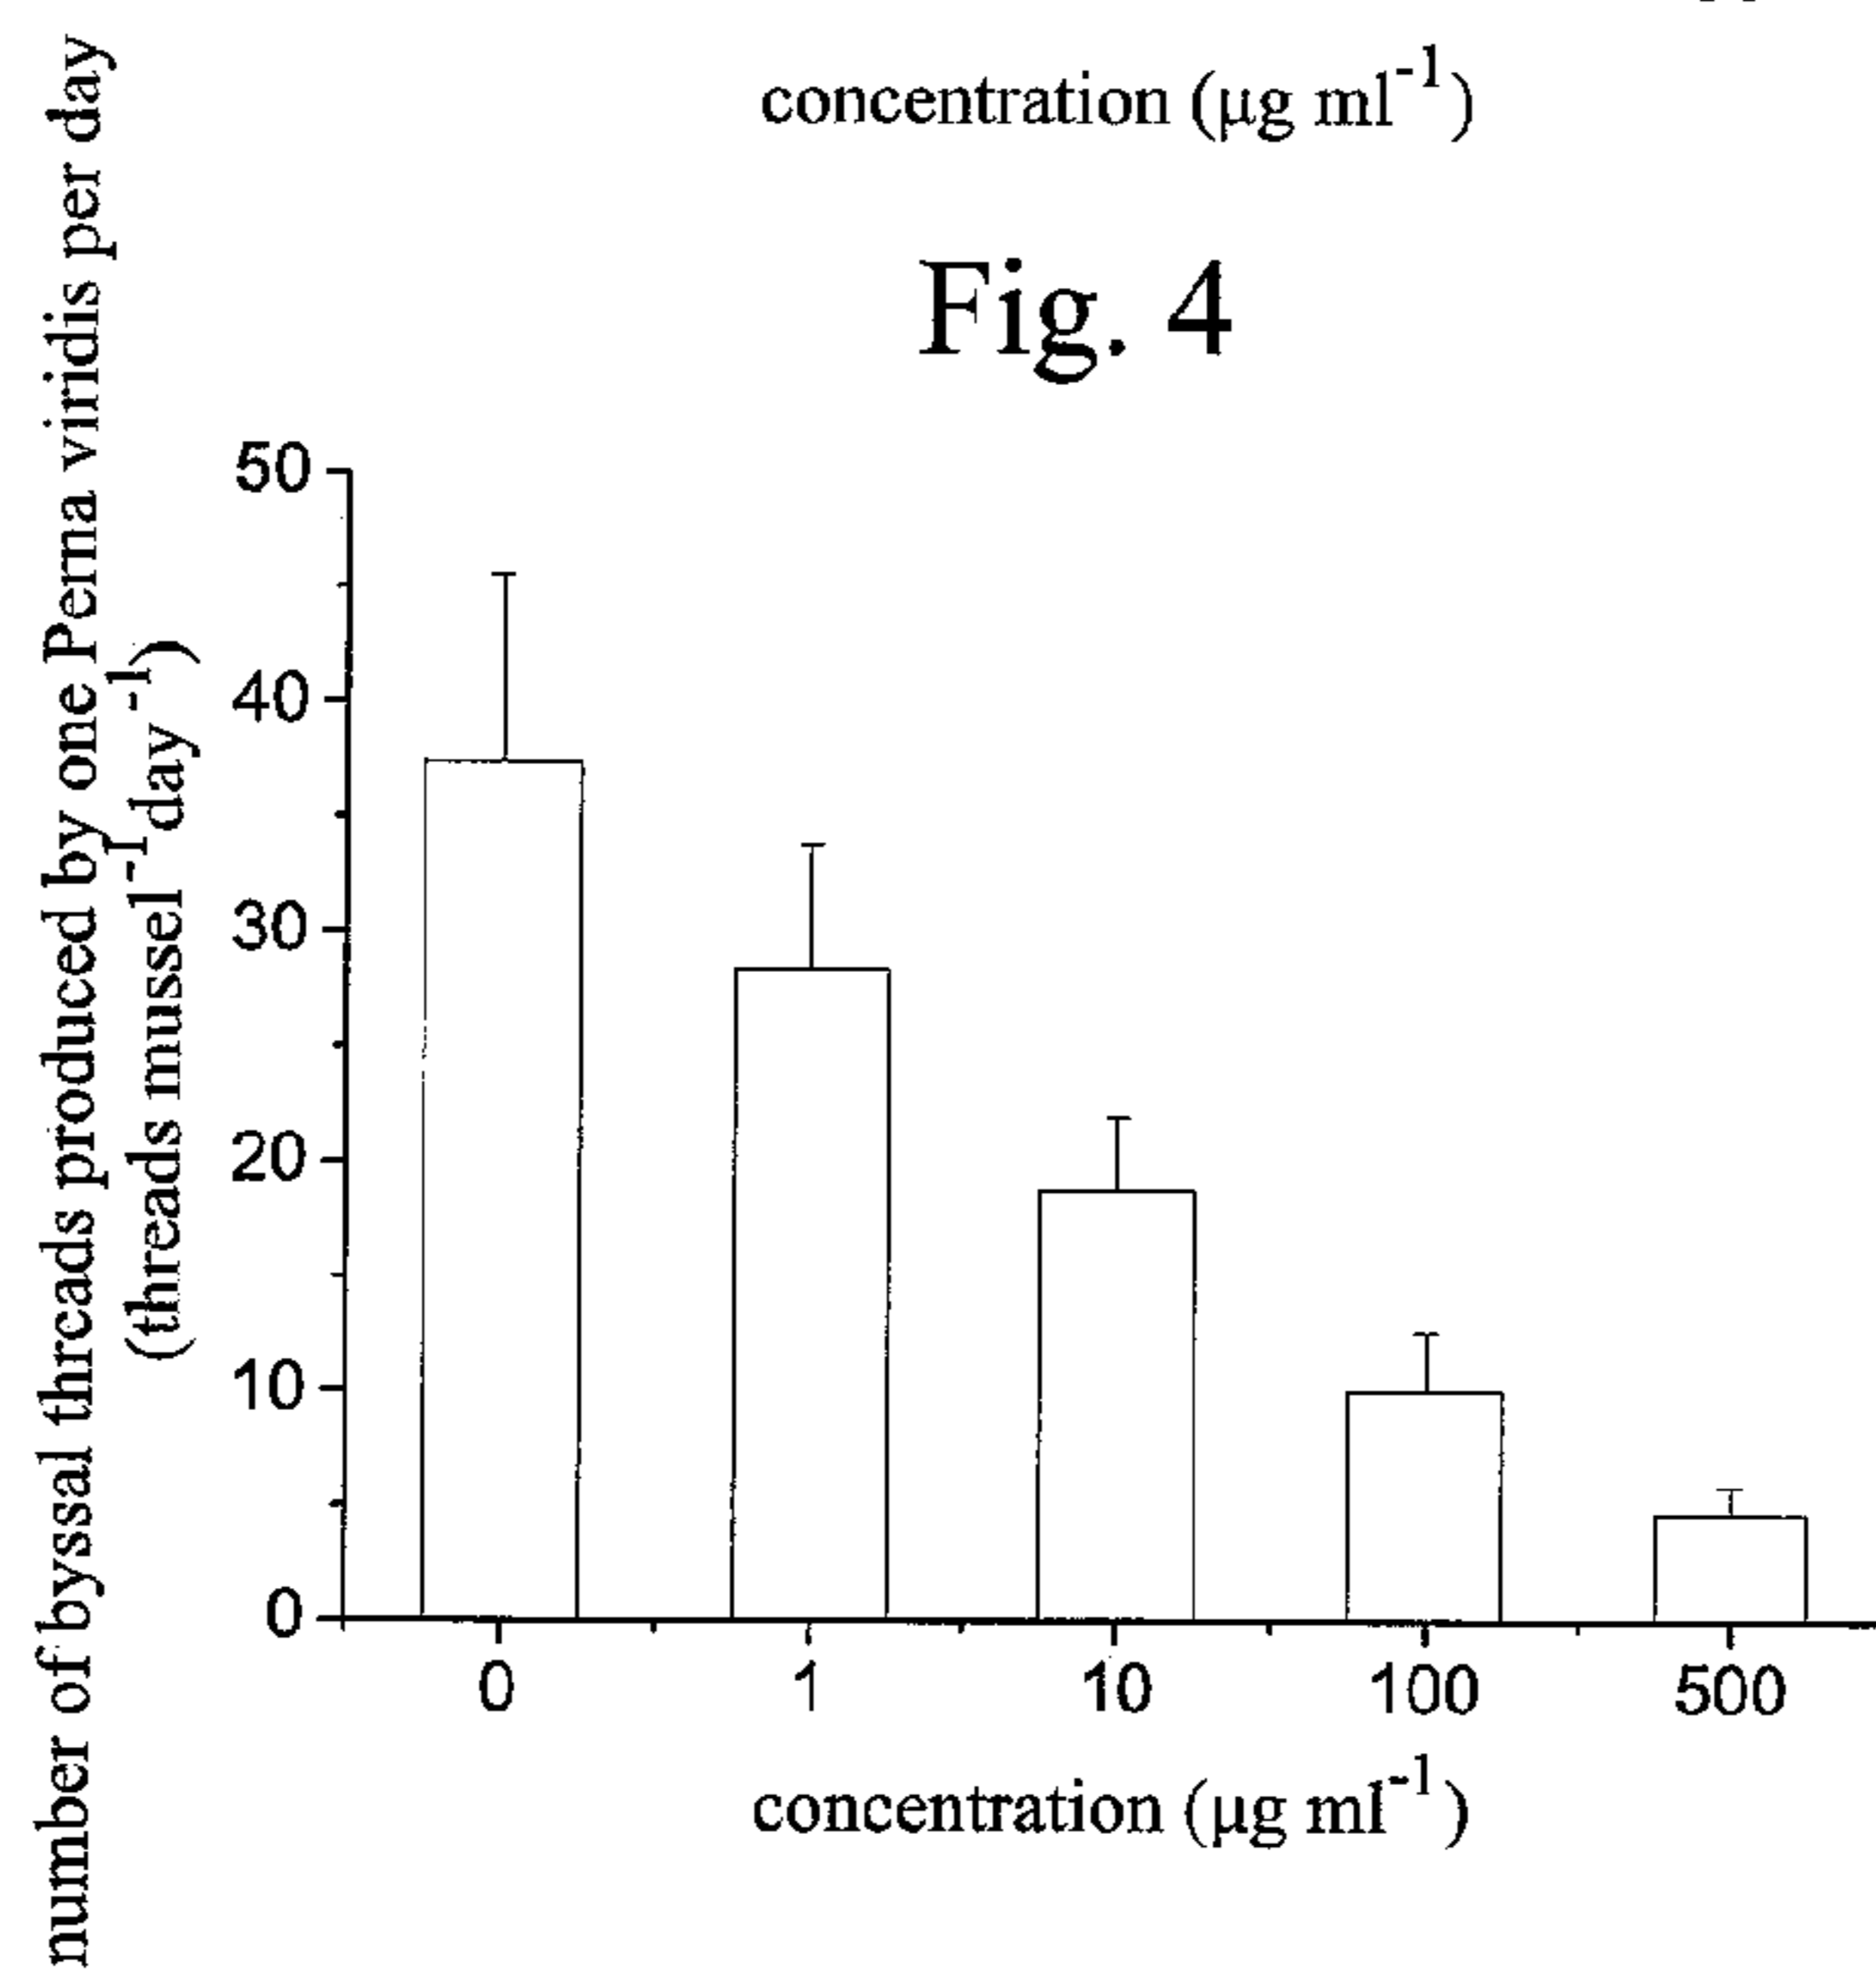 concentration (µg ml⁻¹)
Fig. 4
number of byssal threads produced by one Perna viridis per day
(threads mussel⁻¹day⁻¹)
50
40
30
20
10
0
0 1 10 100 500
concentration (µg ml⁻¹)